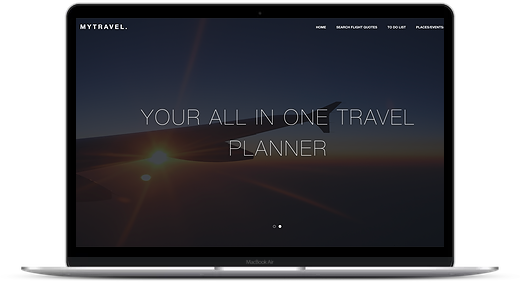 MYTRAVEL.
HOME SEARCH FLIGHT QUOTES TO DO LIST PLACES/EVENTS
YOUR ALL IN ONE TRAVEL
PLANNER
MacBook Air